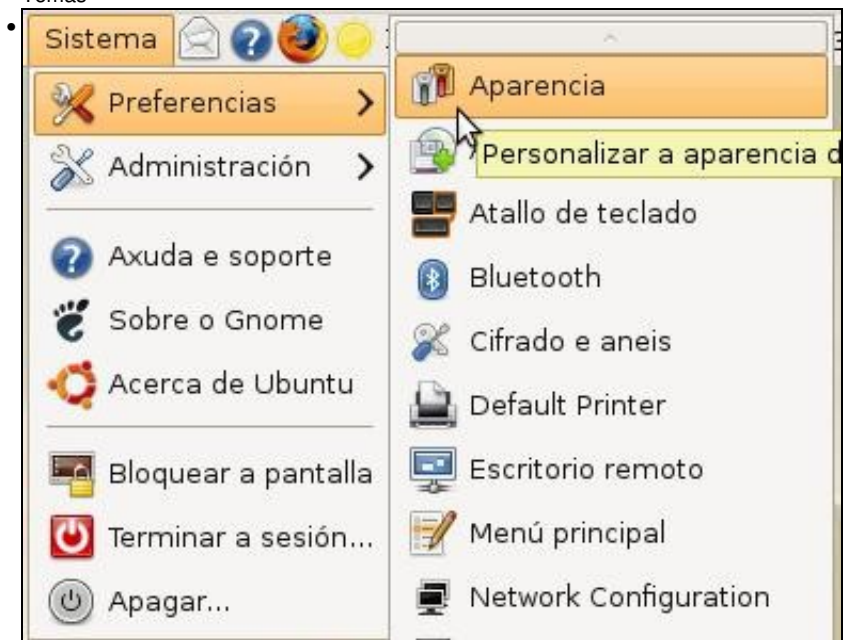 Sistema
Preferencias
Administración
Axuda e soporte
Sobre o Gnome
Acerca de Ubuntu
Bloquear a pantalla
Terminar a sesión...
Apagar...
Aparencia
Personalizar a aparencia d
Atallo de teclado
Bluetooth
Cifrado e aneis
Default Printer
Escritorio remoto
Menú principal
Network Configuration